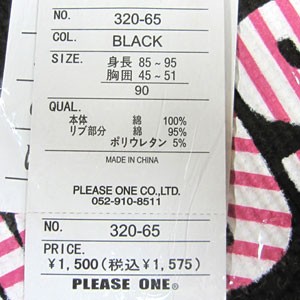 NO. 320-65
COL. BLACK
SIZE. 身長 85～95
胸囲 45～51
90
QUAL.
本体 綿 100%
リブ部分 綿 95%
ポリウレタン 5%
MADE IN CHINA
PLEASE ONE CO.,LTD.
052-910-8511
NO. 320-65
PRICE.
¥1,500(税込¥1,575)
PLEASE ONE®